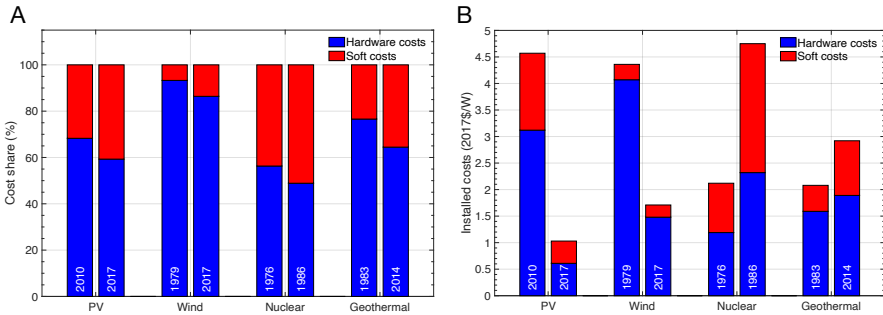 A
Hardware costs
Soft costs
Cost share (%)
100
80
60
40
20
0
2010
2017
1979
2017
1976
1986
1983
2014
PV
Wind
Nuclear
Geothermal
B
Hardware costs
Soft costs
Installed costs (2017$/W)
5
4.5
4
3.5
3
2.5
2
1.5
1
0.5
0
2010
2017
1979
2017
1976
1986
1983
2014
PV
Wind
Nuclear
Geothermal